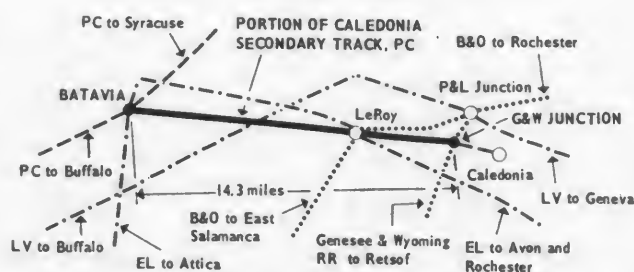 PC to Syracuse
PORTION OF CALEDONIA
SECONDARY TRACK, PC
B&O to Rochester
P&L Junction
BATAVIA
LeRoy
G&W JUNCTION
Caledonia
PC to Buffalo
14.3 miles
LV to Geneva
B&O to East
Salamanca
LV to Buffalo
EL to Attica
Genesee & Wyoming
RR to Retsof
EL to Avon and
Rochester